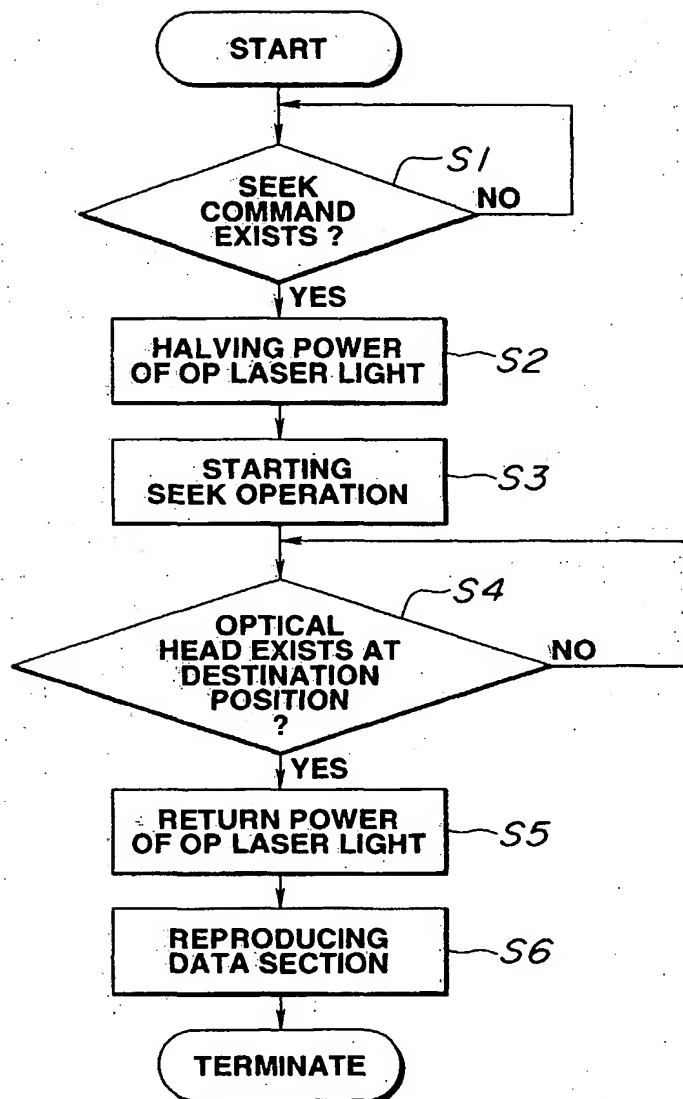 START
S1
SEEK
COMMAND
EXISTS ?
NO
YES
HALVING POWER
OF OP LASER LIGHT
S2
STARTING
SEEK OPERATION
S3
S4
OPTICAL
HEAD EXISTS AT
DESTINATION
POSITION
?
NO
YES
RETURN POWER
OF OP LASER LIGHT
S5
REPRODUCING
DATA SECTION
S6
TERMINATE